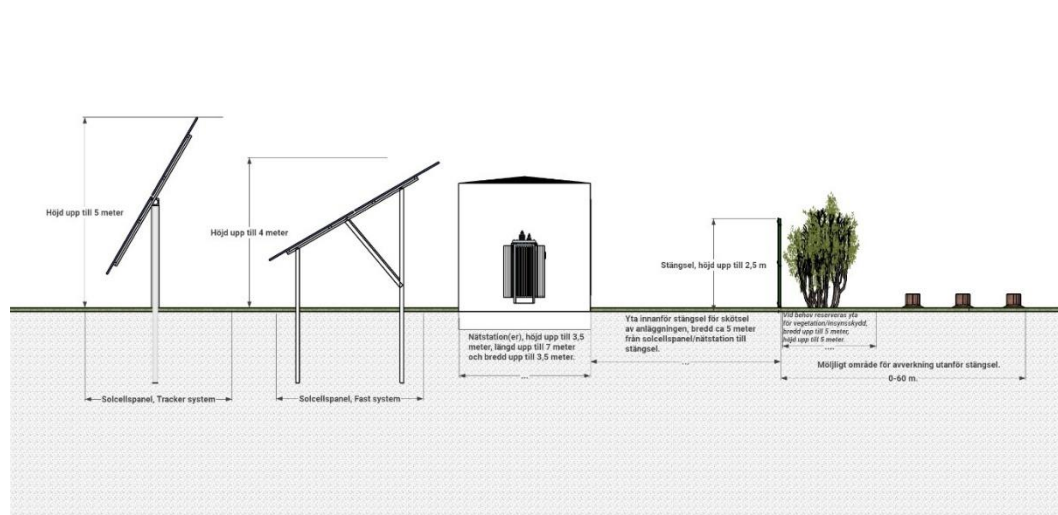 Höjd upp till 5 meter
Höjd upp till 4 meter
Stängsel, höjd upp till 2,5 m
Nätstation(er), höjd upp till 3,5
meter, längd upp till 7 meter
och bredd upp till 3,5 meter.
...
Yta innanför stängsel för skötsel
av anläggningen, bredd ca 5 meter
från solcellspanel/nätstation till
stängsel.
...
Vid behov reserveras yta
för vegetation/insynsskydd,
bredd upp till 5 meter,
höjd upp till 5 meter
....
Möjligt område för avverkning utanför stängsel.
0-60 m.
Solcellspanel, Tracker system
Solcellspanel, Fast system